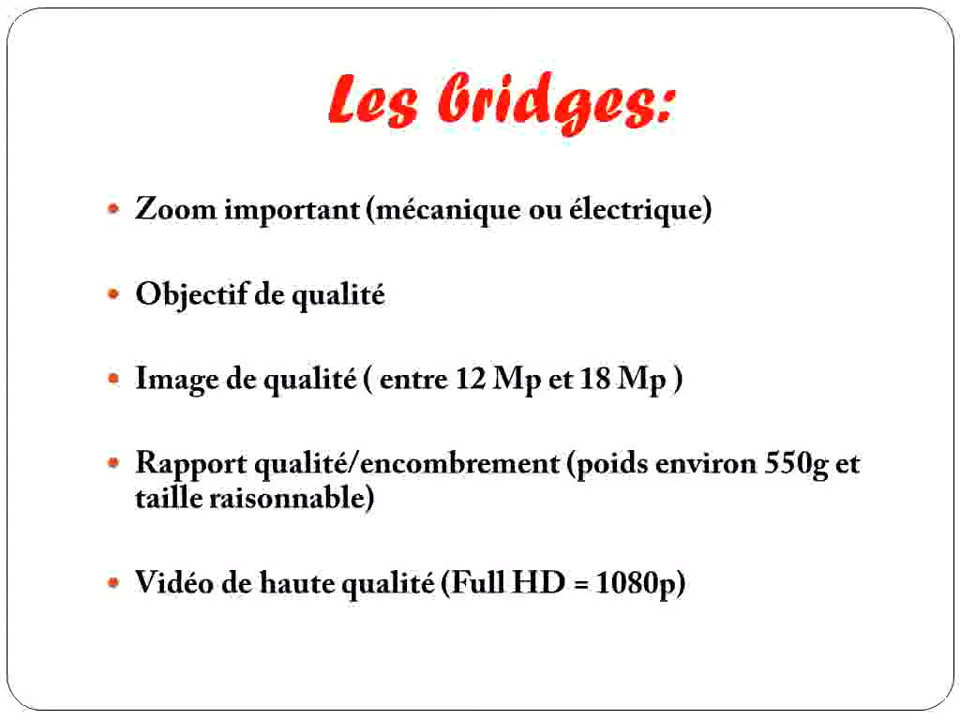 Les bridges:
Zoom important (mécanique ou électrique)
Objectif de qualité
Image de qualité ( entre 12 Mp et 18 Mp )
Rapport qualité/encombrement (poids environ 550g et
taille raisonnable)
Vidéo de haute qualité (Full HD = 1080p)